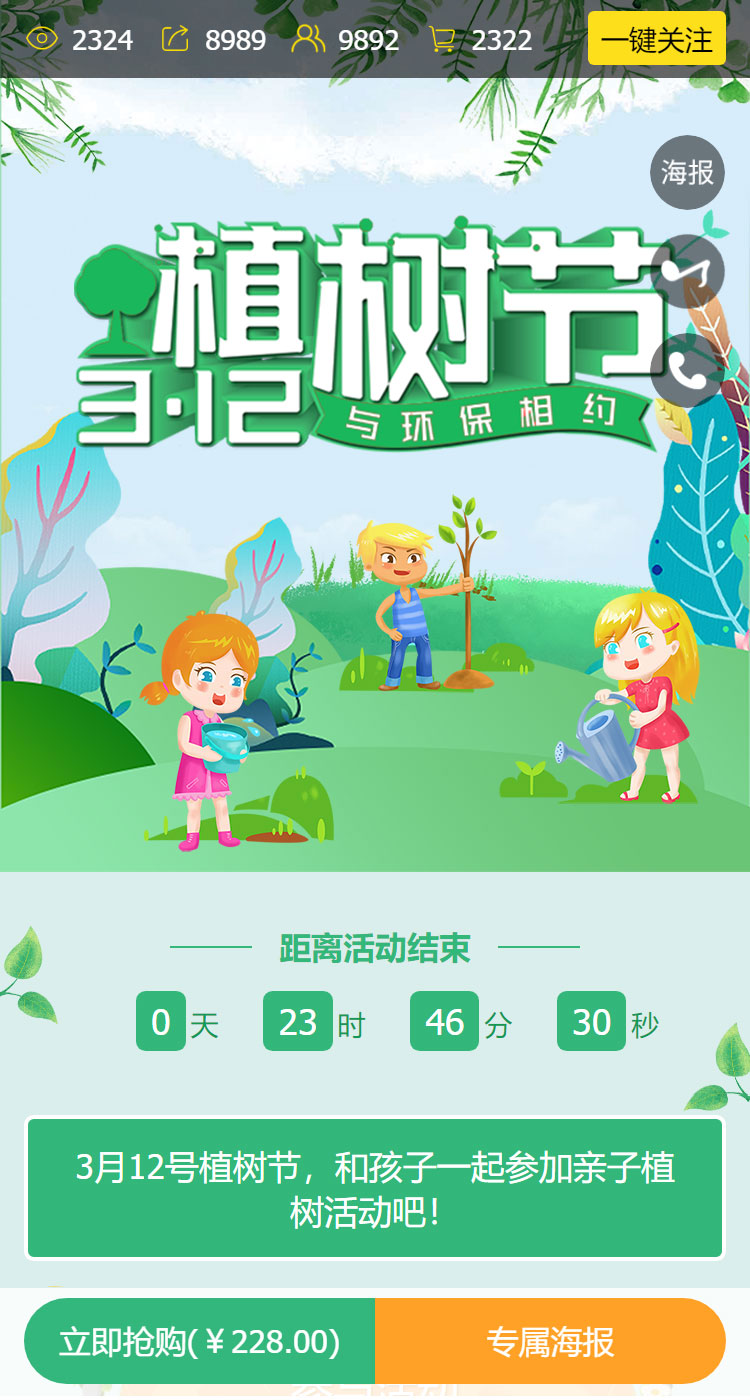 2324 8989 9892 2322 一键关注
海报
植树节
3·12
与环保相约
距离活动结束
0 天 23 时 46 分 30 秒
3月12号植树节，和孩子一起参加亲子植
树活动吧！
立即抢购(￥228.00) 专属海报